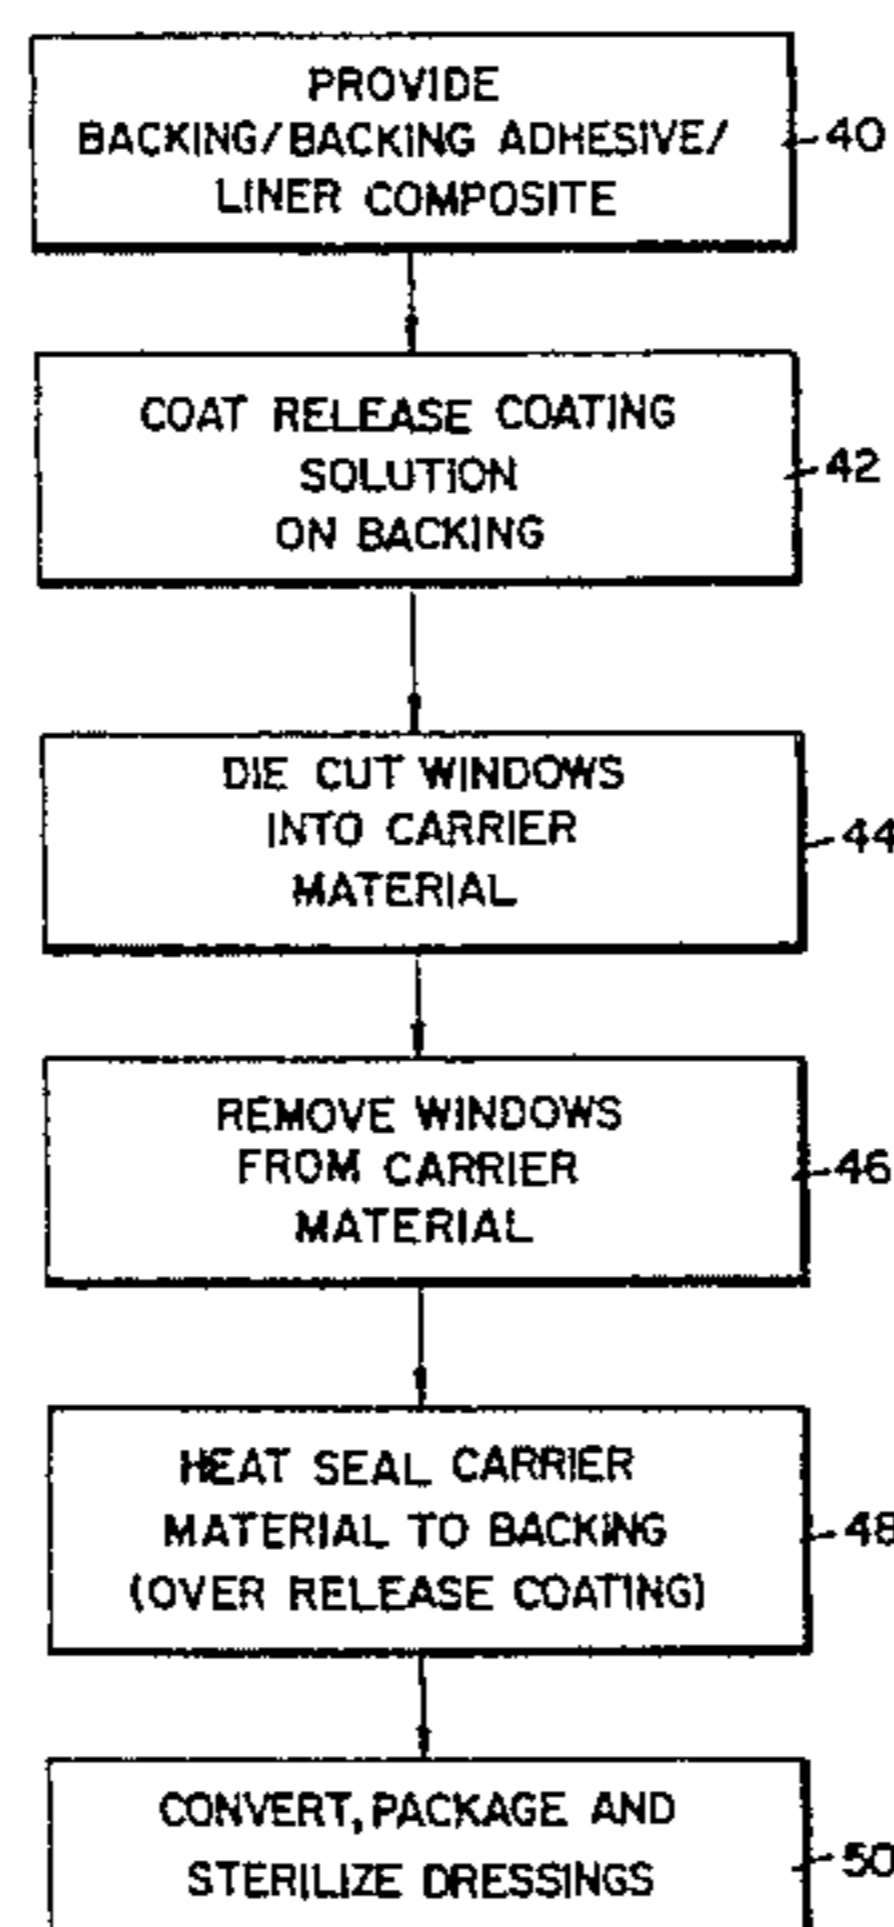 PROVIDE
BACKING/BACKING ADHESIVE/
LINER COMPOSITE
40
COAT RELEASE COATING
SOLUTION
ON BACKING
42
DIE CUT WINDOWS
INTO CARRIER
MATERIAL
44
REMOVE WINDOWS
FROM CARRIER
MATERIAL
46
HEAT SEAL CARRIER
MATERIAL TO BACKING
(OVER RELEASE COATING)
48
CONVERT, PACKAGE AND
STERILIZE DRESSINGS
50